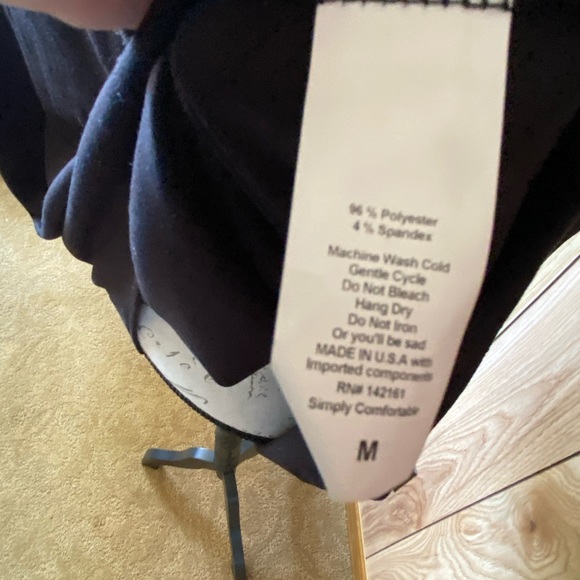 96 % Polyester
4 % Spandex
Machine Wash Cold
Gentle Cycle
Do Not Bleach
Hang Dry
Do Not Iron
Or you'll be sad
MADE IN U.S.A with
Imported components
RN# 142161
Simply Comfortable
M